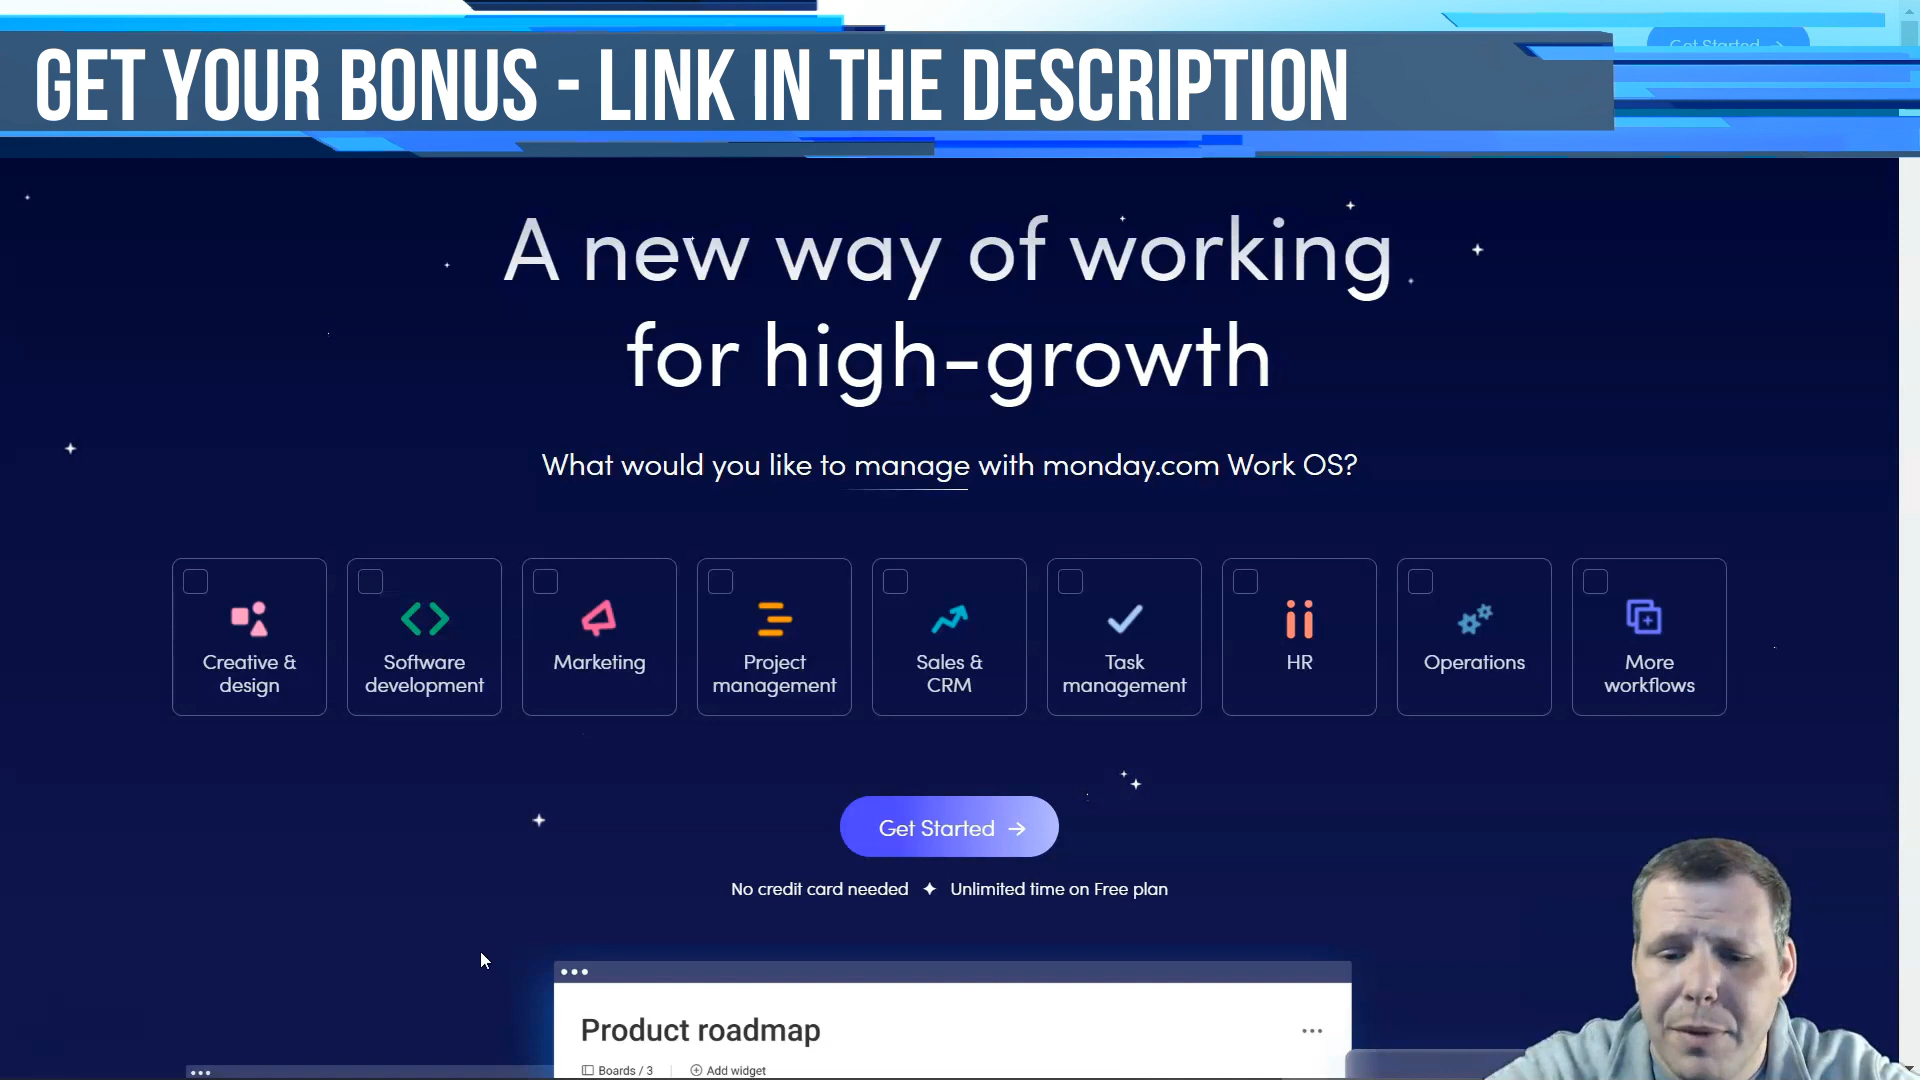 Get Started →
GET YOUR BONUS - LINK IN THE DESCRIPTION
A new way of working
for high-growth
What would you like to manage with monday.com Work OS?
Creative &
design
Software
development
Marketing
Project
management
Sales &
CRM
Task
management
HR
Operations
More
workflows
Get Started →
No credit card needed ✦ Unlimited time on Free plan
Product roadmap
Boards / 3
Add widget